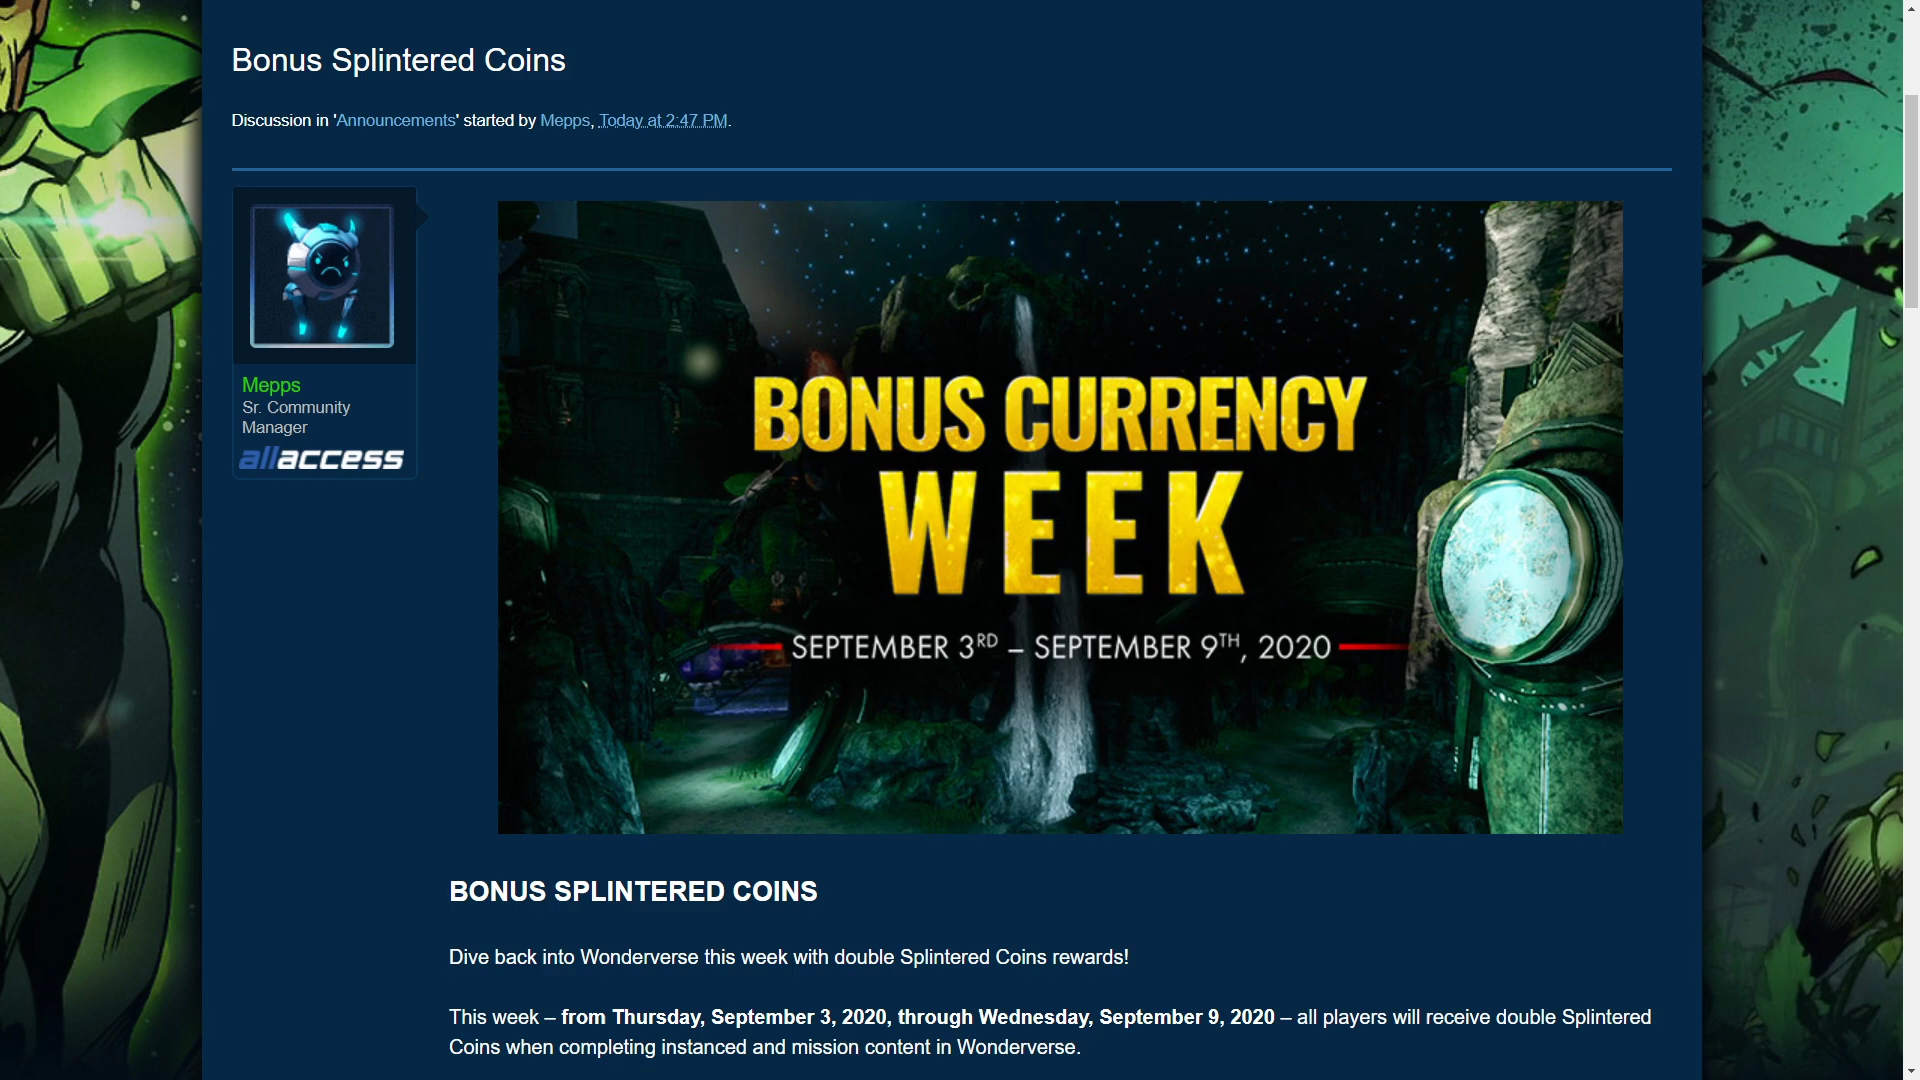 Bonus Splintered Coins
Discussion in 'Announcements' started by Mepps, Today at 2:47 PM.
Mepps
Sr. Community
Manager
allaccess
BONUS CURRENCY
WEEK
SEPTEMBER 3RD – SEPTEMBER 9TH, 2020
BONUS SPLINTERED COINS
Dive back into Wonderverse this week with double Splintered Coins rewards!
This week – from Thursday, September 3, 2020, through Wednesday, September 9, 2020 – all players will receive double Splintered
Coins when completing instanced and mission content in Wonderverse.